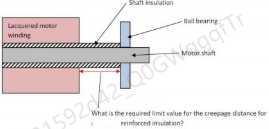 Shaft insulation
Ball bearing
Lacquered motor
winding
Motor shaft
What is the required limit value for the creepage distance for
reinforced insulation?